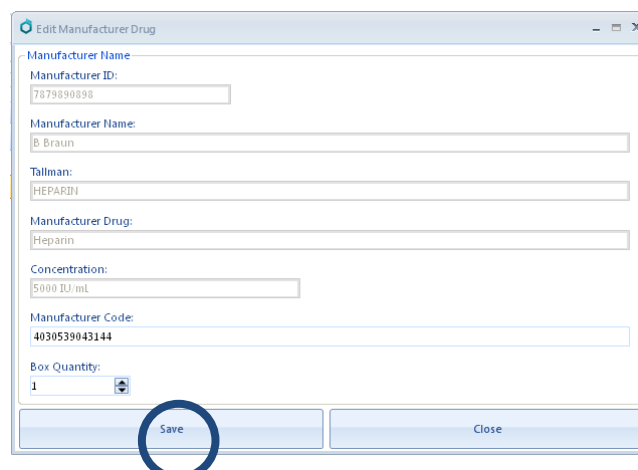 Edit Manufacturer Drug
Manufacturer Name
Manufacturer ID:
7879890898
Manufacturer Name:
B Braun
Tallman:
HEPARIN
Manufacturer Drug:
Heparin
Concentration:
5000 IU/mL
Manufacturer Code:
4030539043144
Box Quantity:
1
Save Close